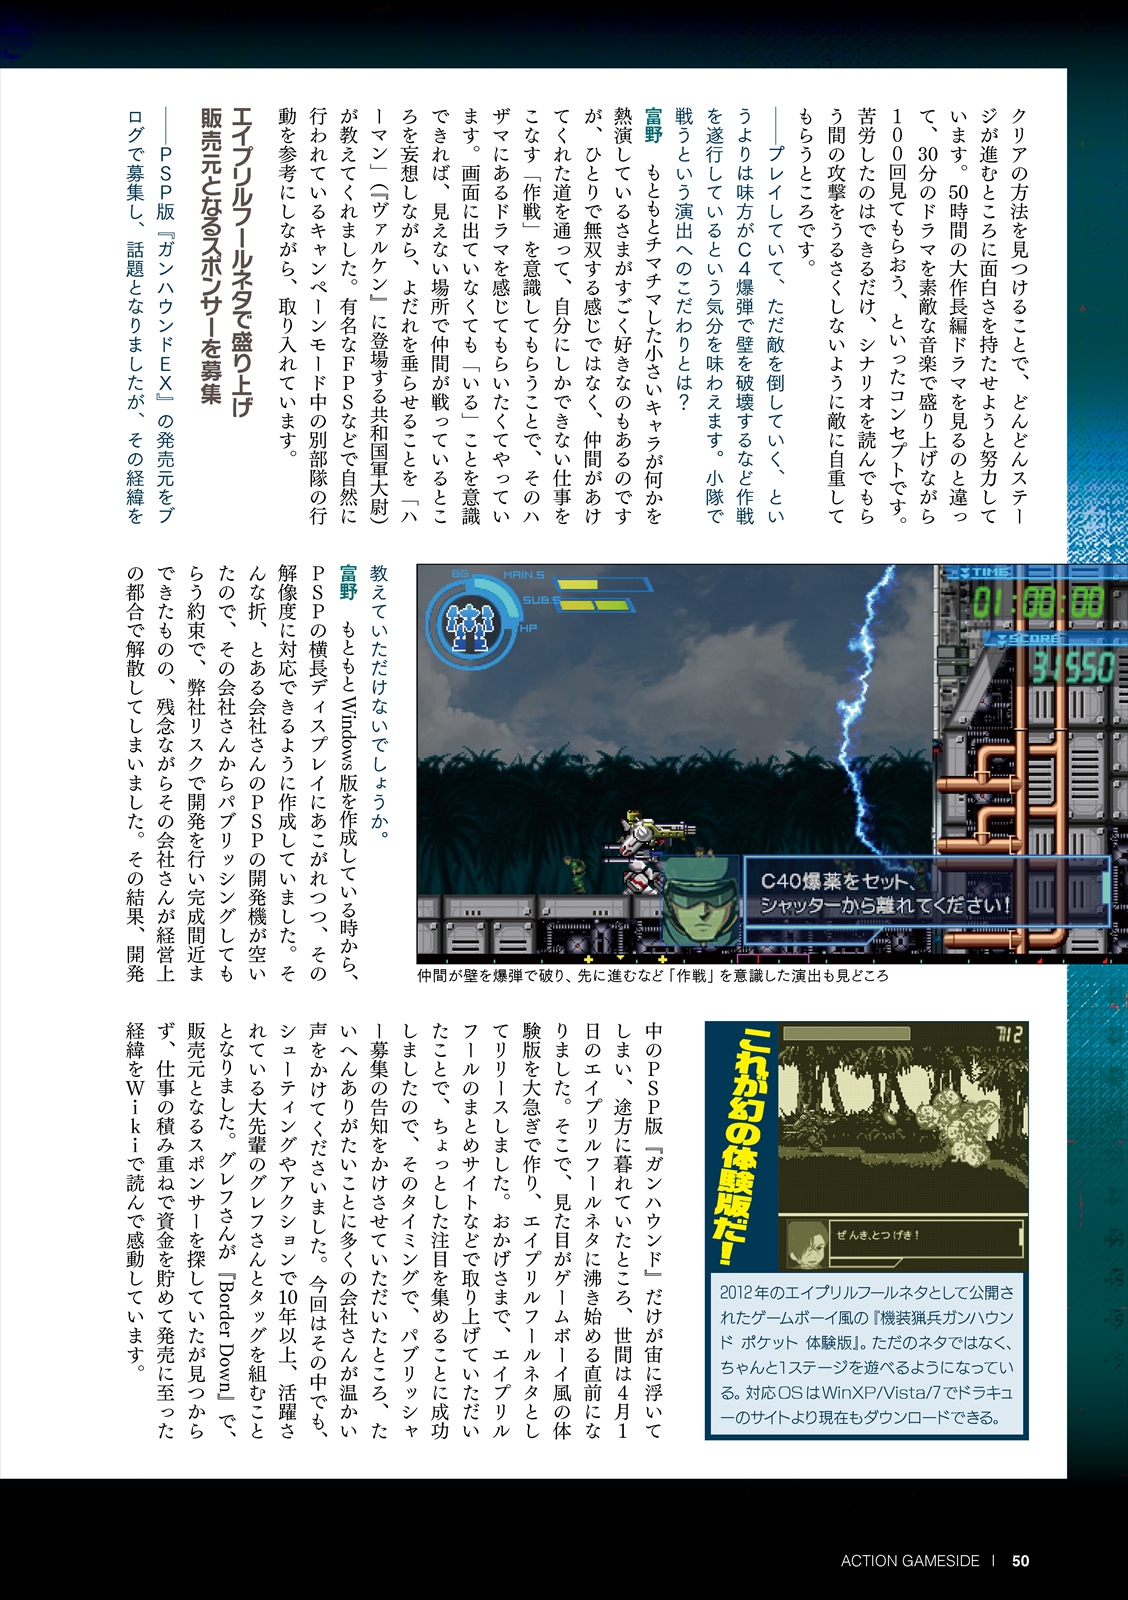 クリアの方法を見つけることで、どんどんステー
ジが進むところに面白さを持たせようと努力して
います。50時間の大作長編ドラマを見るのと違っ
て、30分のドラマを素敵な音楽で盛り上げながら
100回見てもらおう、といったコンセプトです。
苦労したのはできるだけ、シナリオを読んでもら
う間の攻撃をうるさくしないように敵に自重して
もらうところです。
――プレイしていて、ただ敵を倒していく、とい
うよりは味方がC4爆弾で壁を破壊するなど作戦
を遂行しているという気分を味わえます。小隊で
戦うという演出へのこだわりとは？
富野　もともとチマチマした小さいキャラが何かを
熱演しているさまがすごく好きなのもあるのです
が、ひとりで無双する感じではなく、仲間があけ
てくれた道を通って、自分にしかできない仕事を
こなす「作戦」を意識してもらうことで、そのハ
ザマにあるドラマを感じてもらいたくてやってい
ます。画面に出ていなくても「いる」ことを意識
できれば、見えない場所で仲間が戦っているとこ
ろを妄想しながら、よだれを垂らせることを「ハ
ーマン」（『ヴァルケン』に登場する共和国軍大尉）
が教えてくれました。有名なFPSなどで自然に
行われているキャンペーンモード中の別部隊の行
動を参考にしながら、取り入れています。
エイプリルフールネタで盛り上げ
販売元となるスポンサーを募集
――PSP版『ガンハウンドEX』の発売元をブ
ログで募集し、話題となりましたが、その経緯を
教えていただけないでしょうか。
富野　もともとWindows版を作成している時から、
PSPの横長ディスプレイにあこがれつつ、その
解像度に対応できるように作成していました。そ
んな折、とある会社さんのPSPの開発機が空い
たので、その会社さんからパブリッシングしても
らう約束で、弊社リスクで開発を行い完成間近ま
できたものの、残念ながらその会社さんが経営上
の都合で解散してしまいました。その結果、開発
BG
MAIN.S
SUB.S
HP
TIME
01:00:00
SCORE
31550
C40爆薬をセット、
シャッターから離れてください！
仲間が壁を爆弾で破り、先に進むなど「作戦」を意識した演出も見どころ
中のPSP版『ガンハウンド』だけが宙に浮いて
しまい、途方に暮れていたところ、世間は4月1
日のエイプリルフールネタに沸き始める直前にな
りました。そこで、見た目がゲームボーイ風の体
験版を大急ぎで作り、エイプリルフールネタとし
てリリースしました。おかげさまで、エイプリル
フールのまとめサイトなどで取り上げていただい
たことで、ちょっとした注目を集めることに成功
しましたので、そのタイミングで、パブリッシャ
ー募集の告知をかけさせていただいたところ、た
いへんありがたいことに多くの会社さんが温かい
声をかけてくださいました。今回はその中でも、
シューティングやアクションで10年以上、活躍さ
れている大先輩のグレフさんとタッグを組むこと
となりました。グレフさんが『Border Down』で、
販売元となるスポンサーを探していたが見つから
ず、仕事の積み重ねで資金を貯めて発売に至った
経緯をWikiで読んで感動しています。
これが幻の体験版だ！
712
ぜんき、とつげき！
2012年のエイプリルフールネタとして公開さ
れたゲームボーイ風の『機装猟兵ガンハウン
ド ポケット 体験版』。ただのネタではなく、
ちゃんと1ステージを遊べるようになってい
る。対応OSはWinXP/Vista/7でドラキュ
ーのサイトより現在もダウンロードできる。
ACTION GAMESIDE | 50